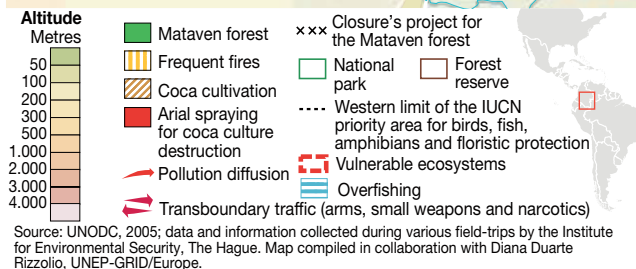 Altitude
Metres
50
100
200
300
500
1.000
2.000
3.000
4.000
Mataven forest
Frequent fires
Coca cultivation
Arial spraying
for coca culture
destruction
Pollution diffusion
Closure's project for
the Mataven forest
National
park
Forest
reserve
Western limit of the IUCN
priority area for birds, fish,
amphibians and floristic protection
Vulnerable ecosystems
Overfishing
Transboundary traffic (arms, small weapons and narcotics)
Source: UNODC, 2005; data and information collected during various field-trips by the Institute
for Environmental Security, The Hague. Map compiled in collaboration with Diana Duarte
Rizzolio, UNEP-GRID/Europe.